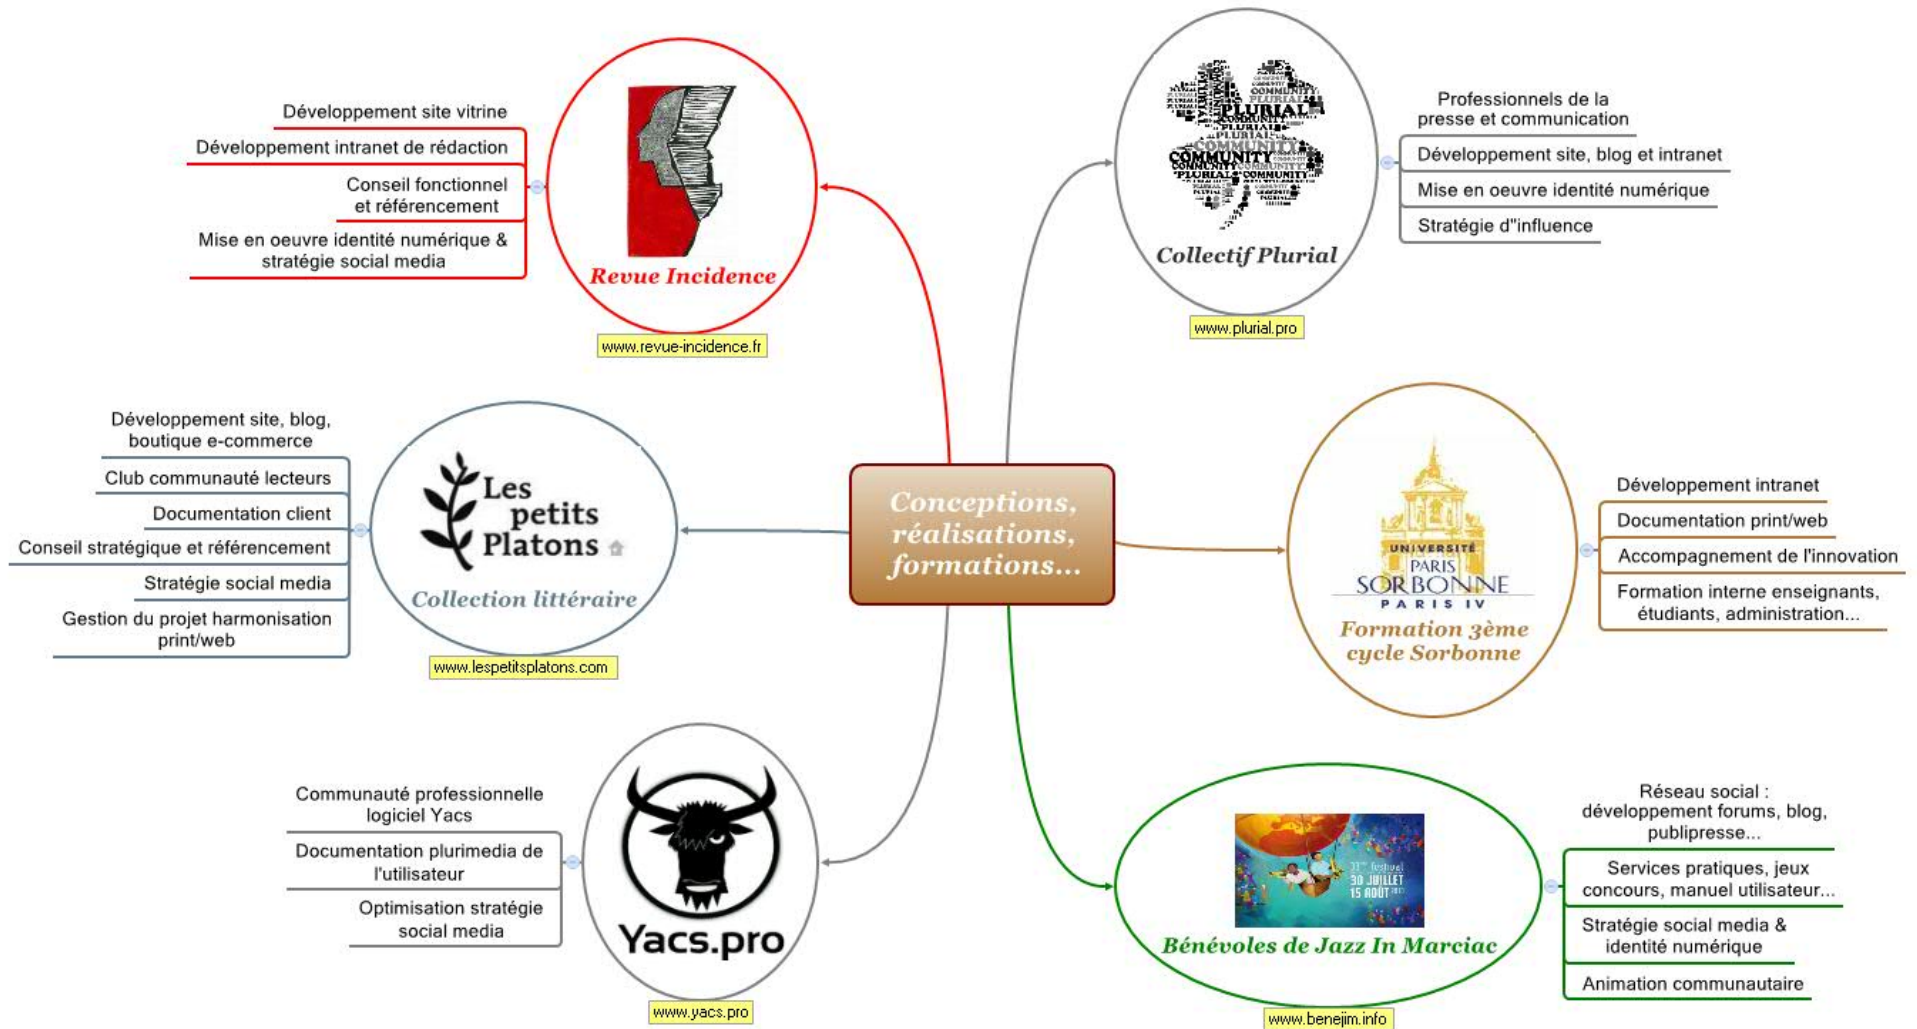 Développement site vitrine
Développement intranet de rédaction
Conseil fonctionnel
et référencement
Mise en oeuvre identité numérique &
stratégie social media
Revue Incidence
www.revue-incidence.fr
PLURIAL
COMMUNITY
Collectif Plurial
www.plurial.pro
Professionnels de la
presse et communication
Développement site, blog et intranet
Mise en oeuvre identité numérique
Stratégie d"influence
Développement site, blog,
boutique e-commerce
Club communauté lecteurs
Documentation client
Conseil stratégique et référencement
Stratégie social media
Gestion du projet harmonisation
print/web
Les
petits
Platons
Collection littéraire
www.lespetitsplatons.com
Conceptions,
réalisations,
formations...
UNIVERSITÉ
PARIS
SORBONNE
PARIS IV
Formation 3ème
cycle Sorbonne
Développement intranet
Documentation print/web
Accompagnement de l'innovation
Formation interne enseignants,
étudiants, administration...
Communauté professionnelle
logiciel Yacs
Documentation plurimedia de
l'utilisateur
Optimisation stratégie
social media
Yacs.pro
www.yacs.pro
festival
30 JUILLET
15 AOÛT
Bénévoles de Jazz In Marciac
www.benejim.info
Réseau social :
développement forums, blog,
publipresse...
Services pratiques, jeux
concours, manuel utilisateur...
Stratégie social media &
identité numérique
Animation communautaire